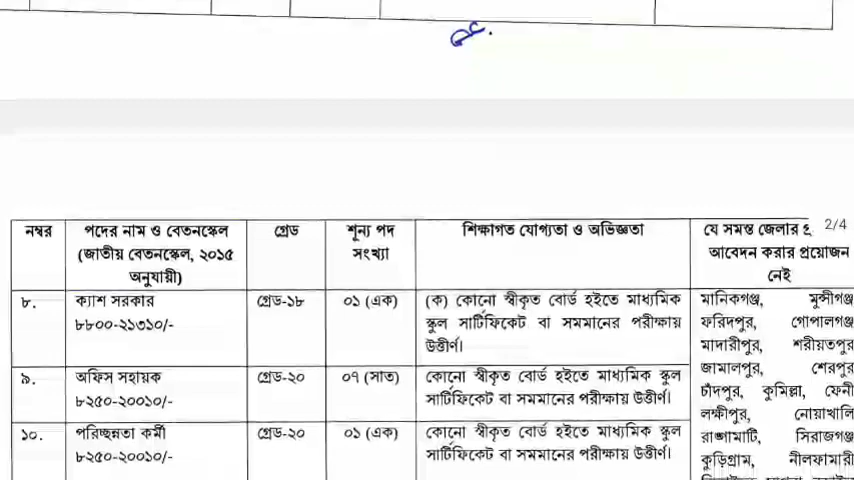 2/4
নম্বর
পদের নাম ও বেতনস্কেল
(জাতীয় বেতনস্কেল, ২০১৫
অনুযায়ী)
গ্রেড
শূন্য পদ
সংখ্যা
শিক্ষাগত যোগ্যতা ও অভিজ্ঞতা
যে সমস্ত জেলার
আবেদন করার প্রয়োজন
নেই
৮.
ক্যাশ সরকার
৮৮০০-২১৩১০/-
গ্রেড-১৮
০১ (এক)
(ক) কোনো স্বীকৃত বোর্ড হইতে মাধ্যমিক
স্কুল সার্টিফিকেট বা সমমানের পরীক্ষায়
উত্তীর্ণ।
৯.
অফিস সহায়ক
৮২৫০-২০০১০/-
গ্রেড-২০
০৭ (সাত)
কোনো স্বীকৃত বোর্ড হইতে মাধ্যমিক স্কুল
সার্টিফিকেট বা সমমানের পরীক্ষায় উত্তীর্ণ।
১০.
পরিচ্ছন্নতা কর্মী
৮২৫০-২০০১০/-
গ্রেড-২০
০১ (এক)
কোনো স্বীকৃত বোর্ড হইতে মাধ্যমিক স্কুল
সার্টিফিকেট বা সমমানের পরীক্ষায় উত্তীর্ণ।
মানিকগঞ্জ, মুন্সীগঞ্জ
ফরিদপুর, গোপালগঞ্জ
মাদারীপুর, শরীয়তপুর
জামালপুর, শেরপুর
চাঁদপুর, কুমিল্লা, ফেনী
লক্ষীপুর, নোয়াখালি
রাঙ্গামাটি, সিরাজগঞ্জ
কুড়িগ্রাম, নীলফামারী